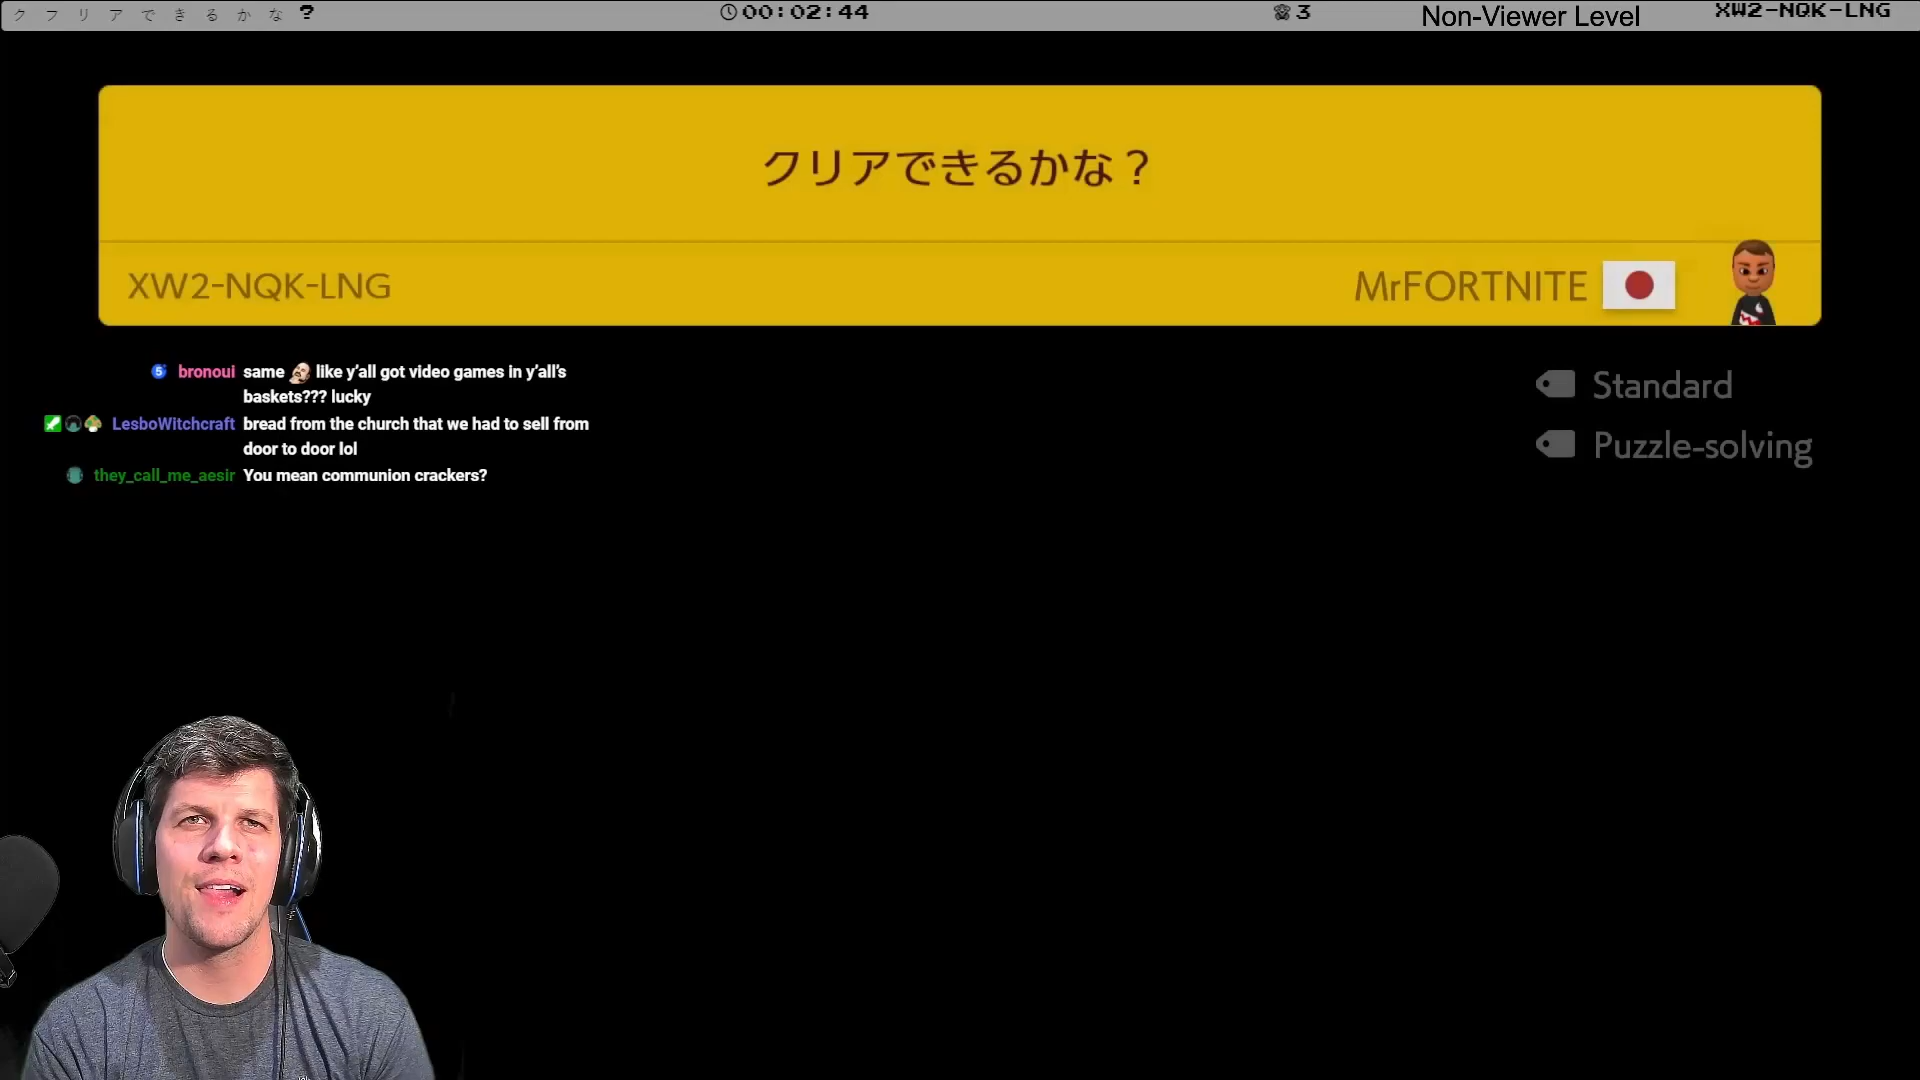 クフリアできるかな?
00:02:44
3
Non-Viewer Level
XW2-NQK-LNG
クリアできるかな？
XW2-NQK-LNG
MrFORTNITE
5 bronoui same like y'all got video games in y'all's
baskets??? lucky
LesboWitchcraft bread from the church that we had to sell from
door to door lol
they_call_me_aesir You mean communion crackers?
Standard
Puzzle-solving